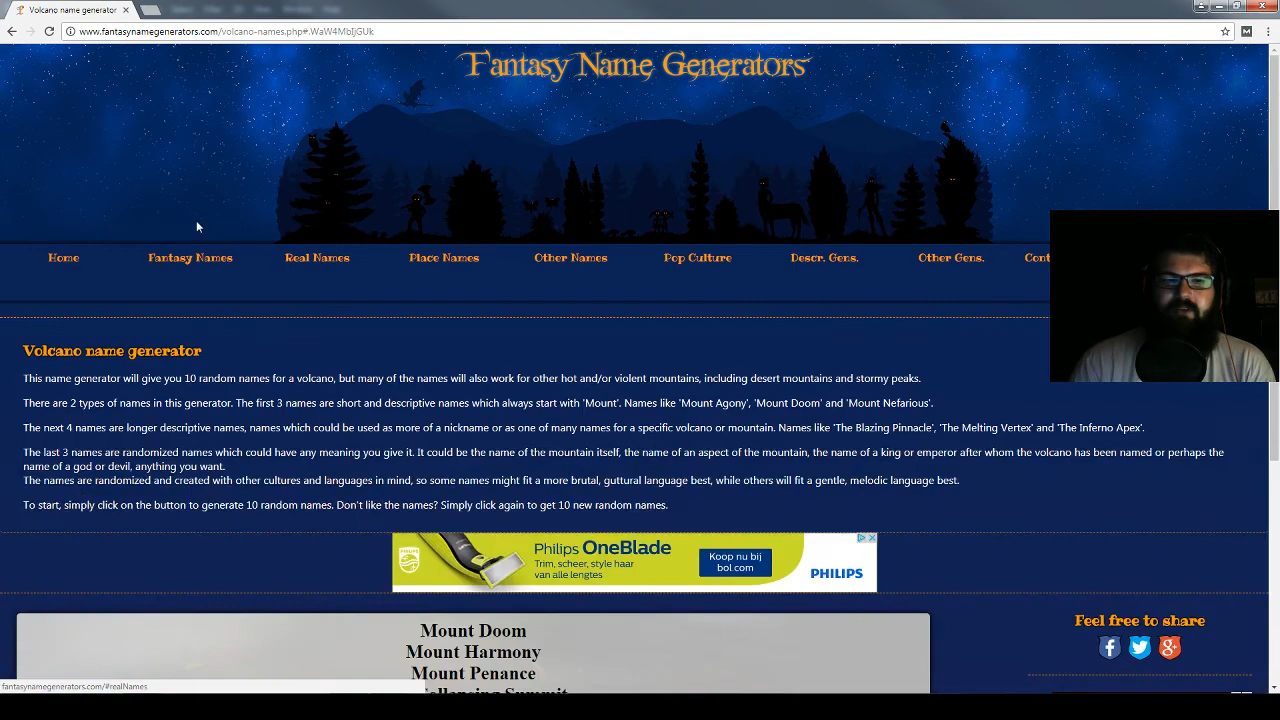 Volcano name generator
www.fantasynamegenerators.com/volcano-names.php#.WaW4MbIjGUk
Fantasy Name Generators
Home Fantasy Names Real Names Place Names Other Names Pop Culture Descr. Gens. Other Gens. Cont
Volcano name generator
This name generator will give you 10 random names for a volcano, but many of the names will also work for other hot and/or violent mountains, including desert mountains and stormy peaks.
There are 2 types of names in this generator. The first 3 names are short and descriptive names which always start with 'Mount'. Names like 'Mount Agony', 'Mount Doom' and 'Mount Nefarious'.
The next 4 names are longer descriptive names, names which could be used as more of a nickname or as one of many names for a specific volcano or mountain. Names like 'The Blazing Pinnacle', 'The Melting Vertex' and 'The Inferno Apex'.
The last 3 names are randomized names which could have any meaning you give it. It could be the name of the mountain itself, the name of an aspect of the mountain, the name of a king or emperor after whom the volcano has been named or perhaps the
name of a god or devil, anything you want.
The names are randomized and created with other cultures and languages in mind, so some names might fit a more brutal, guttural language best, while others will fit a gentle, melodic language best.
To start, simply click on the button to generate 10 random names. Don't like the names? Simply click again to get 10 new random names.
PHILIPS
Philips OneBlade
Trim, scheer, style haar
van alle lengtes
Koop nu bij
bol.com
PHILIPS
Mount Doom
Mount Harmony
Mount Penance
Feel free to share
fantasynamegenerators.com/#realNames